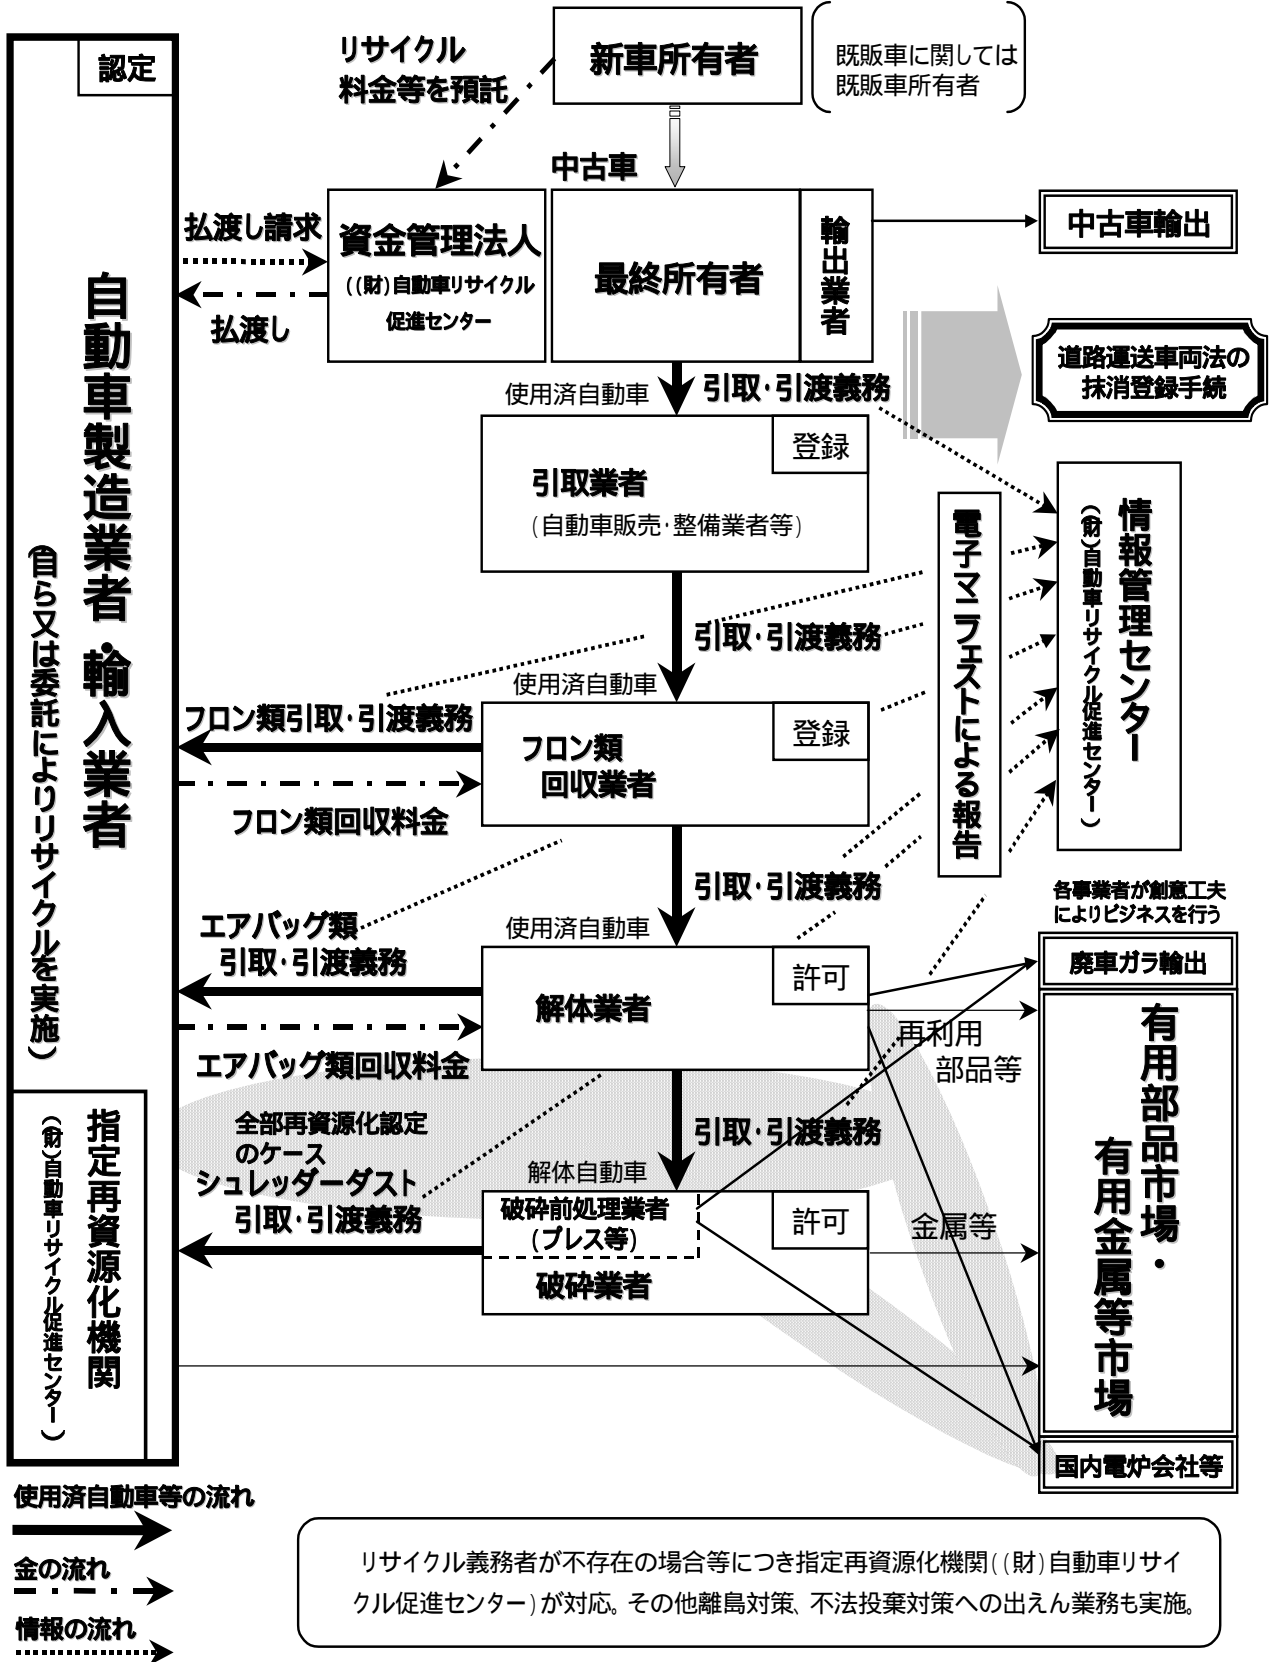 リサイクル
料金等を預託
新車所有者
既販車に関しては
既販車所有者
認定
自動車製造業者・輸入業者
(自ら又は委託によりリサイクルを実施)
中古車
払渡し請求
払渡し
資金管理法人
((財)自動車リサイクル
促進センター
最終所有者
輸出業者
中古車輸出
道路運送車両法の
抹消登録手続
使用済自動車
引取・引渡義務
引取業者
(自動車販売・整備業者等)
登録
電子マニフェストによる報告
情報管理センター
((財)自動車リサイクル促進センター)
引取・引渡義務
使用済自動車
フロン類引取・引渡義務
フロン類回収料金
フロン類
回収業者
登録
引取・引渡義務
使用済自動車
各事業者が創意工夫
によりビジネスを行う
エアバッグ類
引取・引渡義務
エアバッグ類回収料金
解体業者
許可
廃車ガラ輸出
再利用
部品等
有用部品市場・
有用金属等市場
全部再資源化認定
のケース
シュレッダーダスト
引取・引渡義務
引取・引渡義務
解体自動車
破砕前処理業者
(プレス等)
破砕業者
許可
金属等
指定再資源化機関
((財)自動車リサイクル促進センター)
国内電炉会社等
使用済自動車等の流れ
金の流れ
情報の流れ
リサイクル義務者が不存在の場合等につき指定再資源化機関((財)自動車リサイ
クル促進センター)が対応。その他離島対策、不法投棄対策への出えん業務も実施。